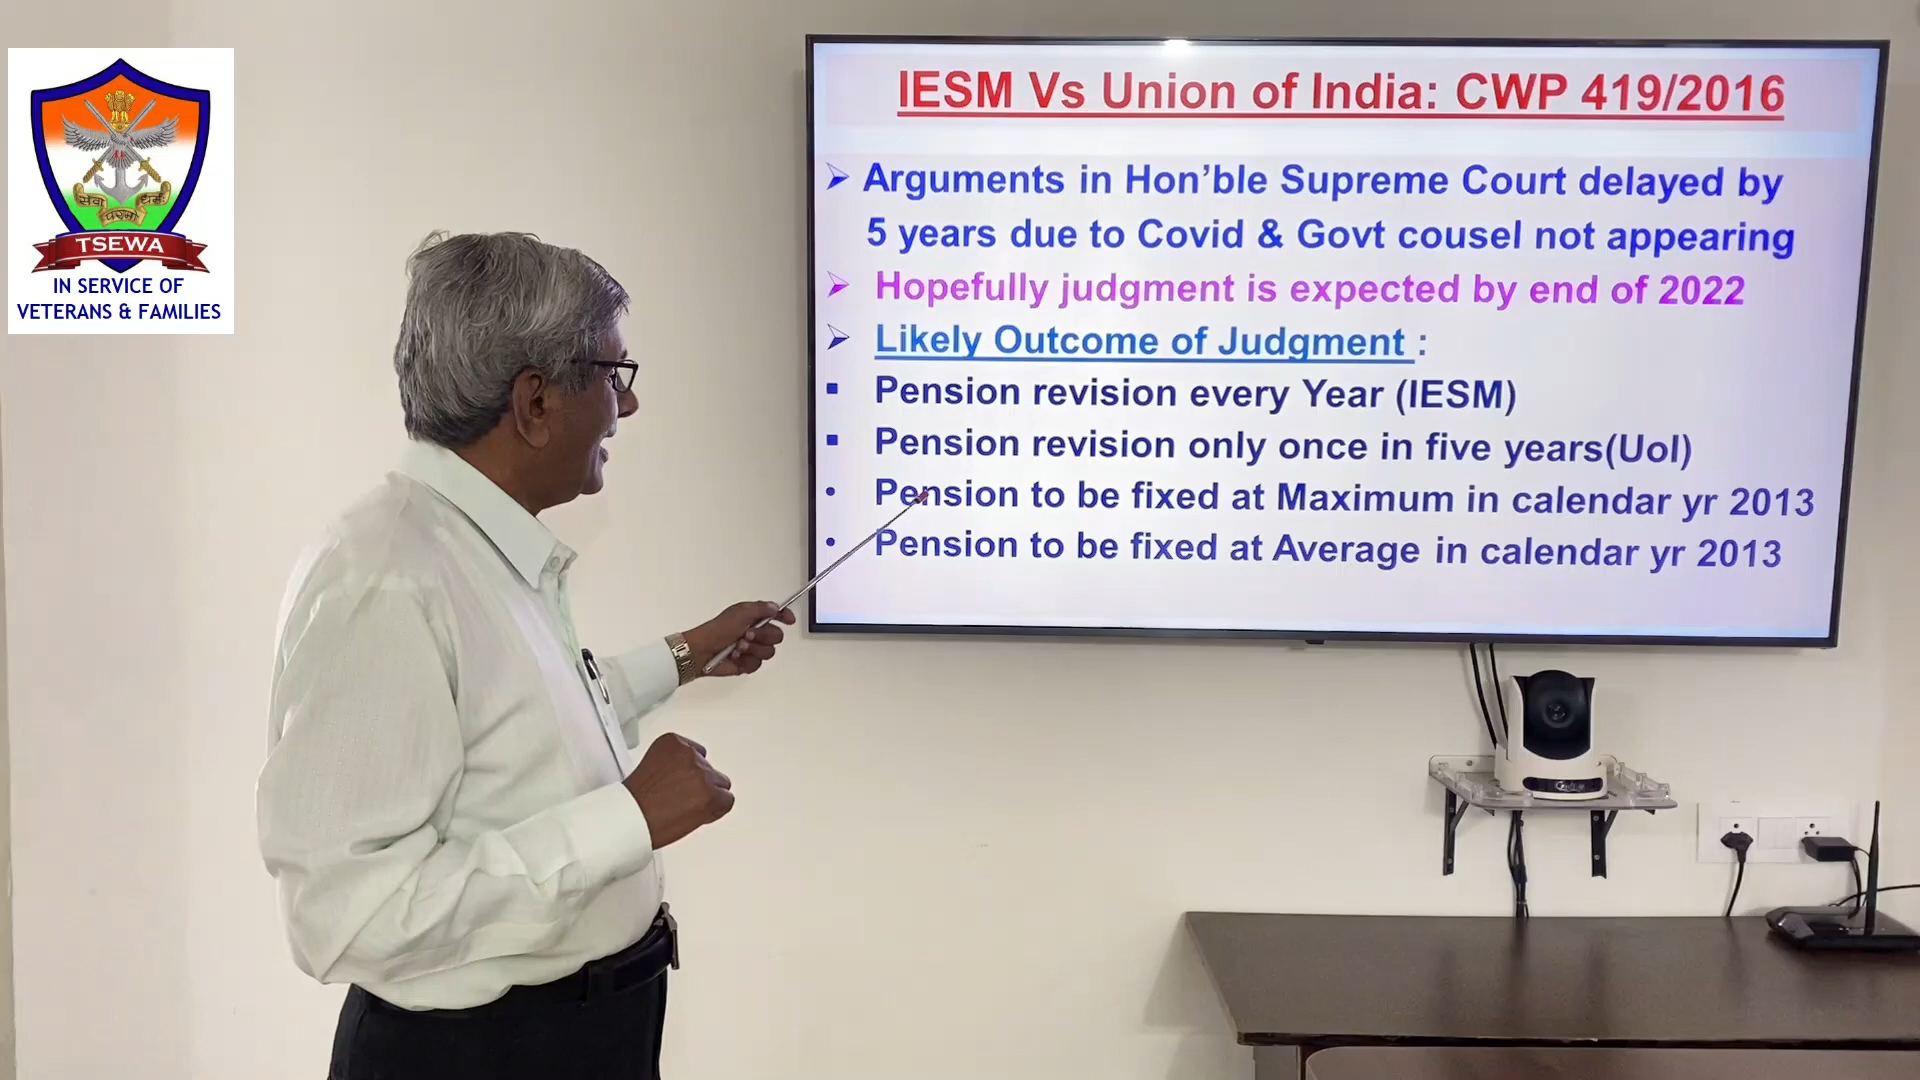 सेवा
धर्मः
परमो
TSEWA
IN SERVICE OF
VETERANS & FAMILIES
IESM Vs Union of India: CWP 419/2016
Arguments in Hon’ble Supreme Court delayed by
5 years due to Covid & Govt cousel not appearing
Hopefully judgment is expected by end of 2022
Likely Outcome of Judgment :
Pension revision every Year (IESM)
Pension revision only once in five years(UoI)
Pension to be fixed at Maximum in calendar yr 2013
Pension to be fixed at Average in calendar yr 2013